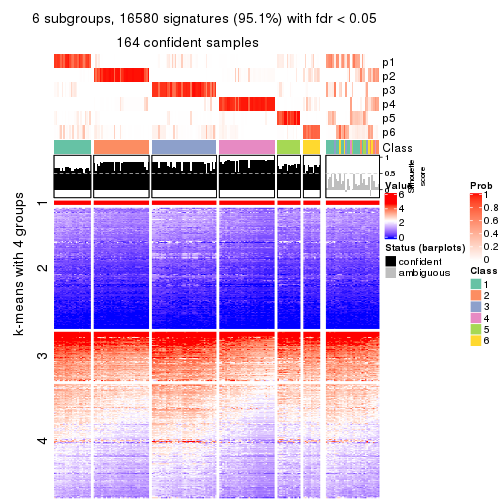 6 subgroups, 16580 signatures (95.1%) with fdr < 0.05
164 confident samples
p1
p2
p3
p4
p5
p6
Class
1
0.5
0
Silhouette
score
k-means with 4 groups
1
2
3
4
Value
6
4
2
0
Status (barplots)
confident
ambiguous
Prob
1
0.8
0.6
0.4
0.2
0
Class
1
2
3
4
5
6